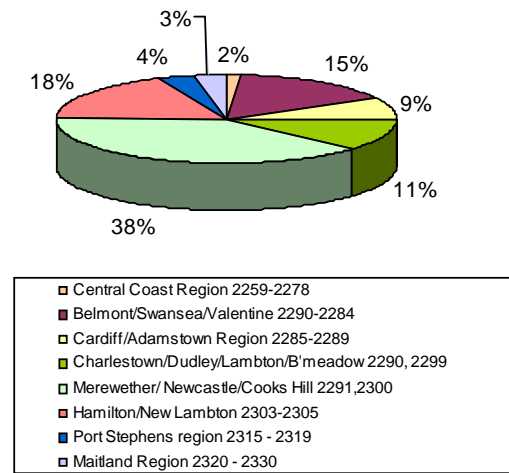 3%
4%
2%
15%
18%
9%
11%
38%
Central Coast Region 2259-2278
Belmont/Swansea/Valentine 2290-2284
Cardiff/Adamstown Region 2285-2289
Charlestown/Dudley/Lambton/B'meadow 2290, 2299
Merewether/ Newcastle/Cooks Hill 2291,2300
Hamilton/New Lambton 2303-2305
Port Stephens region 2315 - 2319
Maitland Region 2320 - 2330